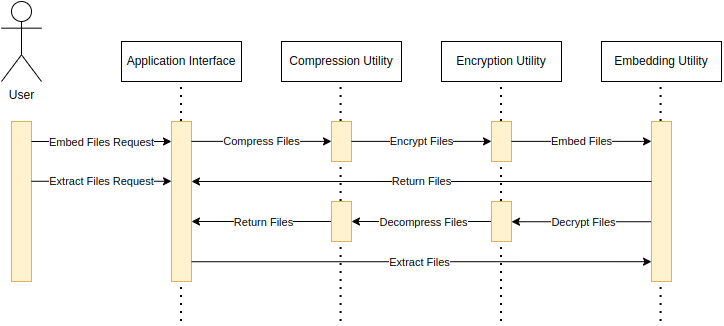 Application Interface
Compression Utility
Encryption Utility
Embedding Utility
User
Embed Files Request
Compress Files
Encrypt Files
Embed Files
Extract Files Request
Return Files
Return Files
Decompress Files
Decrypt Files
Extract Files